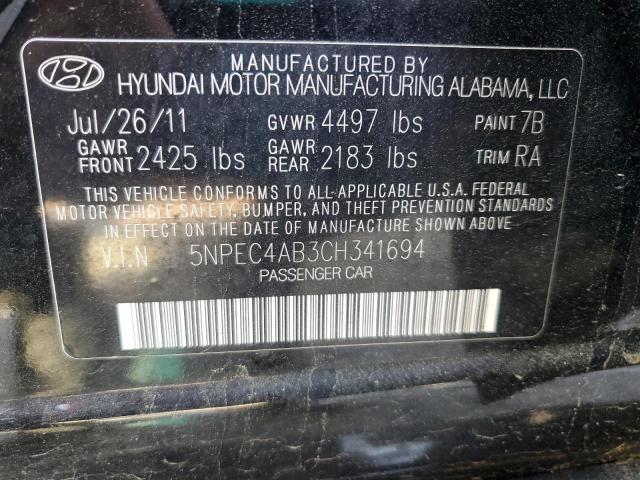 MANUFACTURED BY
HYUNDAI MOTOR MANUFACTURING ALABAMA, LLC
Jul/26/11 GVWR 4497 lbs PAINT 7B
GAWR FRONT 2425 lbs GAWR REAR 2183 lbs TRIM RA
THIS VEHICLE CONFORMS TO ALL APPLICABLE U.S.A. FEDERAL
MOTOR VEHICLE SAFETY, BUMPER, AND THEFT PREVENTION STANDARDS
IN EFFECT ON THE DATE OF MANUFACTURE SHOWN ABOVE
V.I.N 5NPEC4AB3CH341694
PASSENGER CAR